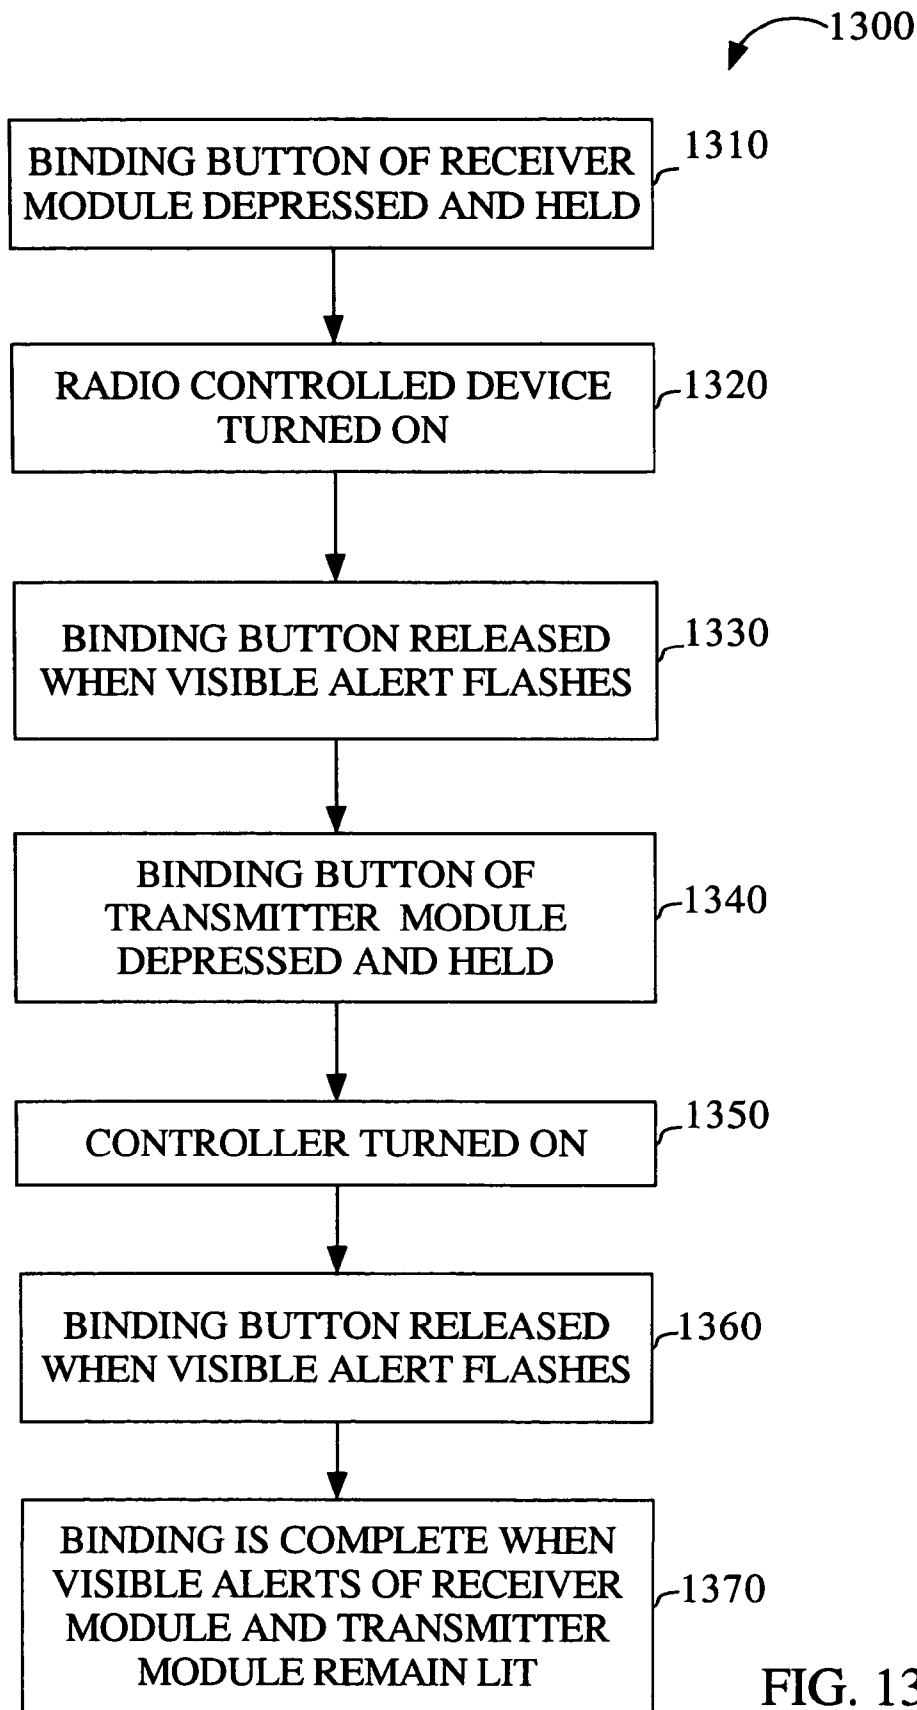 1300
BINDING BUTTON OF RECEIVER
MODULE DEPRESSED AND HELD
1310
RADIO CONTROLLED DEVICE
TURNED ON
1320
BINDING BUTTON RELEASED
WHEN VISIBLE ALERT FLASHES
1330
BINDING BUTTON OF
TRANSMITTER MODULE
DEPRESSED AND HELD
1340
CONTROLLER TURNED ON
1350
BINDING BUTTON RELEASED
WHEN VISIBLE ALERT FLASHES
1360
BINDING IS COMPLETE WHEN
VISIBLE ALERTS OF RECEIVER
MODULE AND TRANSMITTER
MODULE REMAIN LIT
1370
FIG. 13